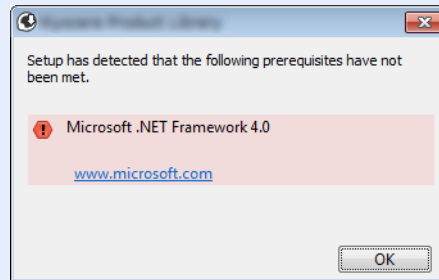 Setup has detected that the following prerequisites have not
been met.
Microsoft .NET Framework 4.0
www.microsoft.com
OK